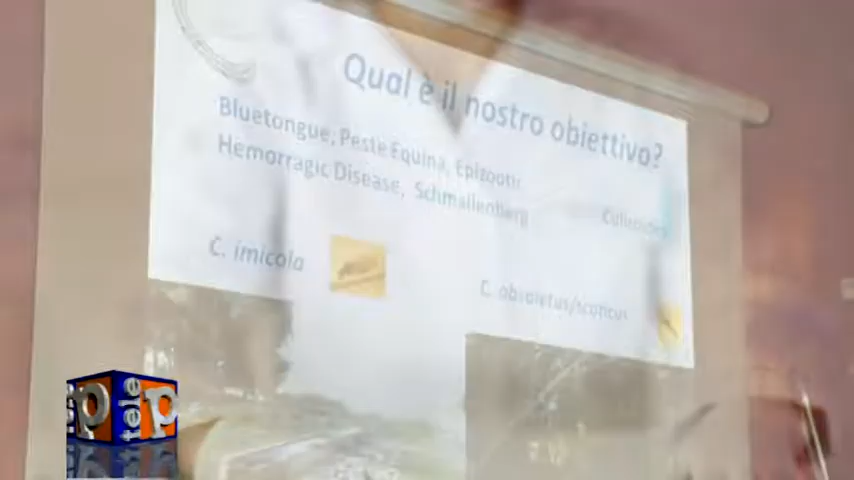 Qual è il nostro obiettivo?
Bluetongue, Peste Equina, Epizootic
Hemorragic Disease, Schmallenberg
Culicoides
C. imicola
C. obsoletus/scoticus
tele
p
p